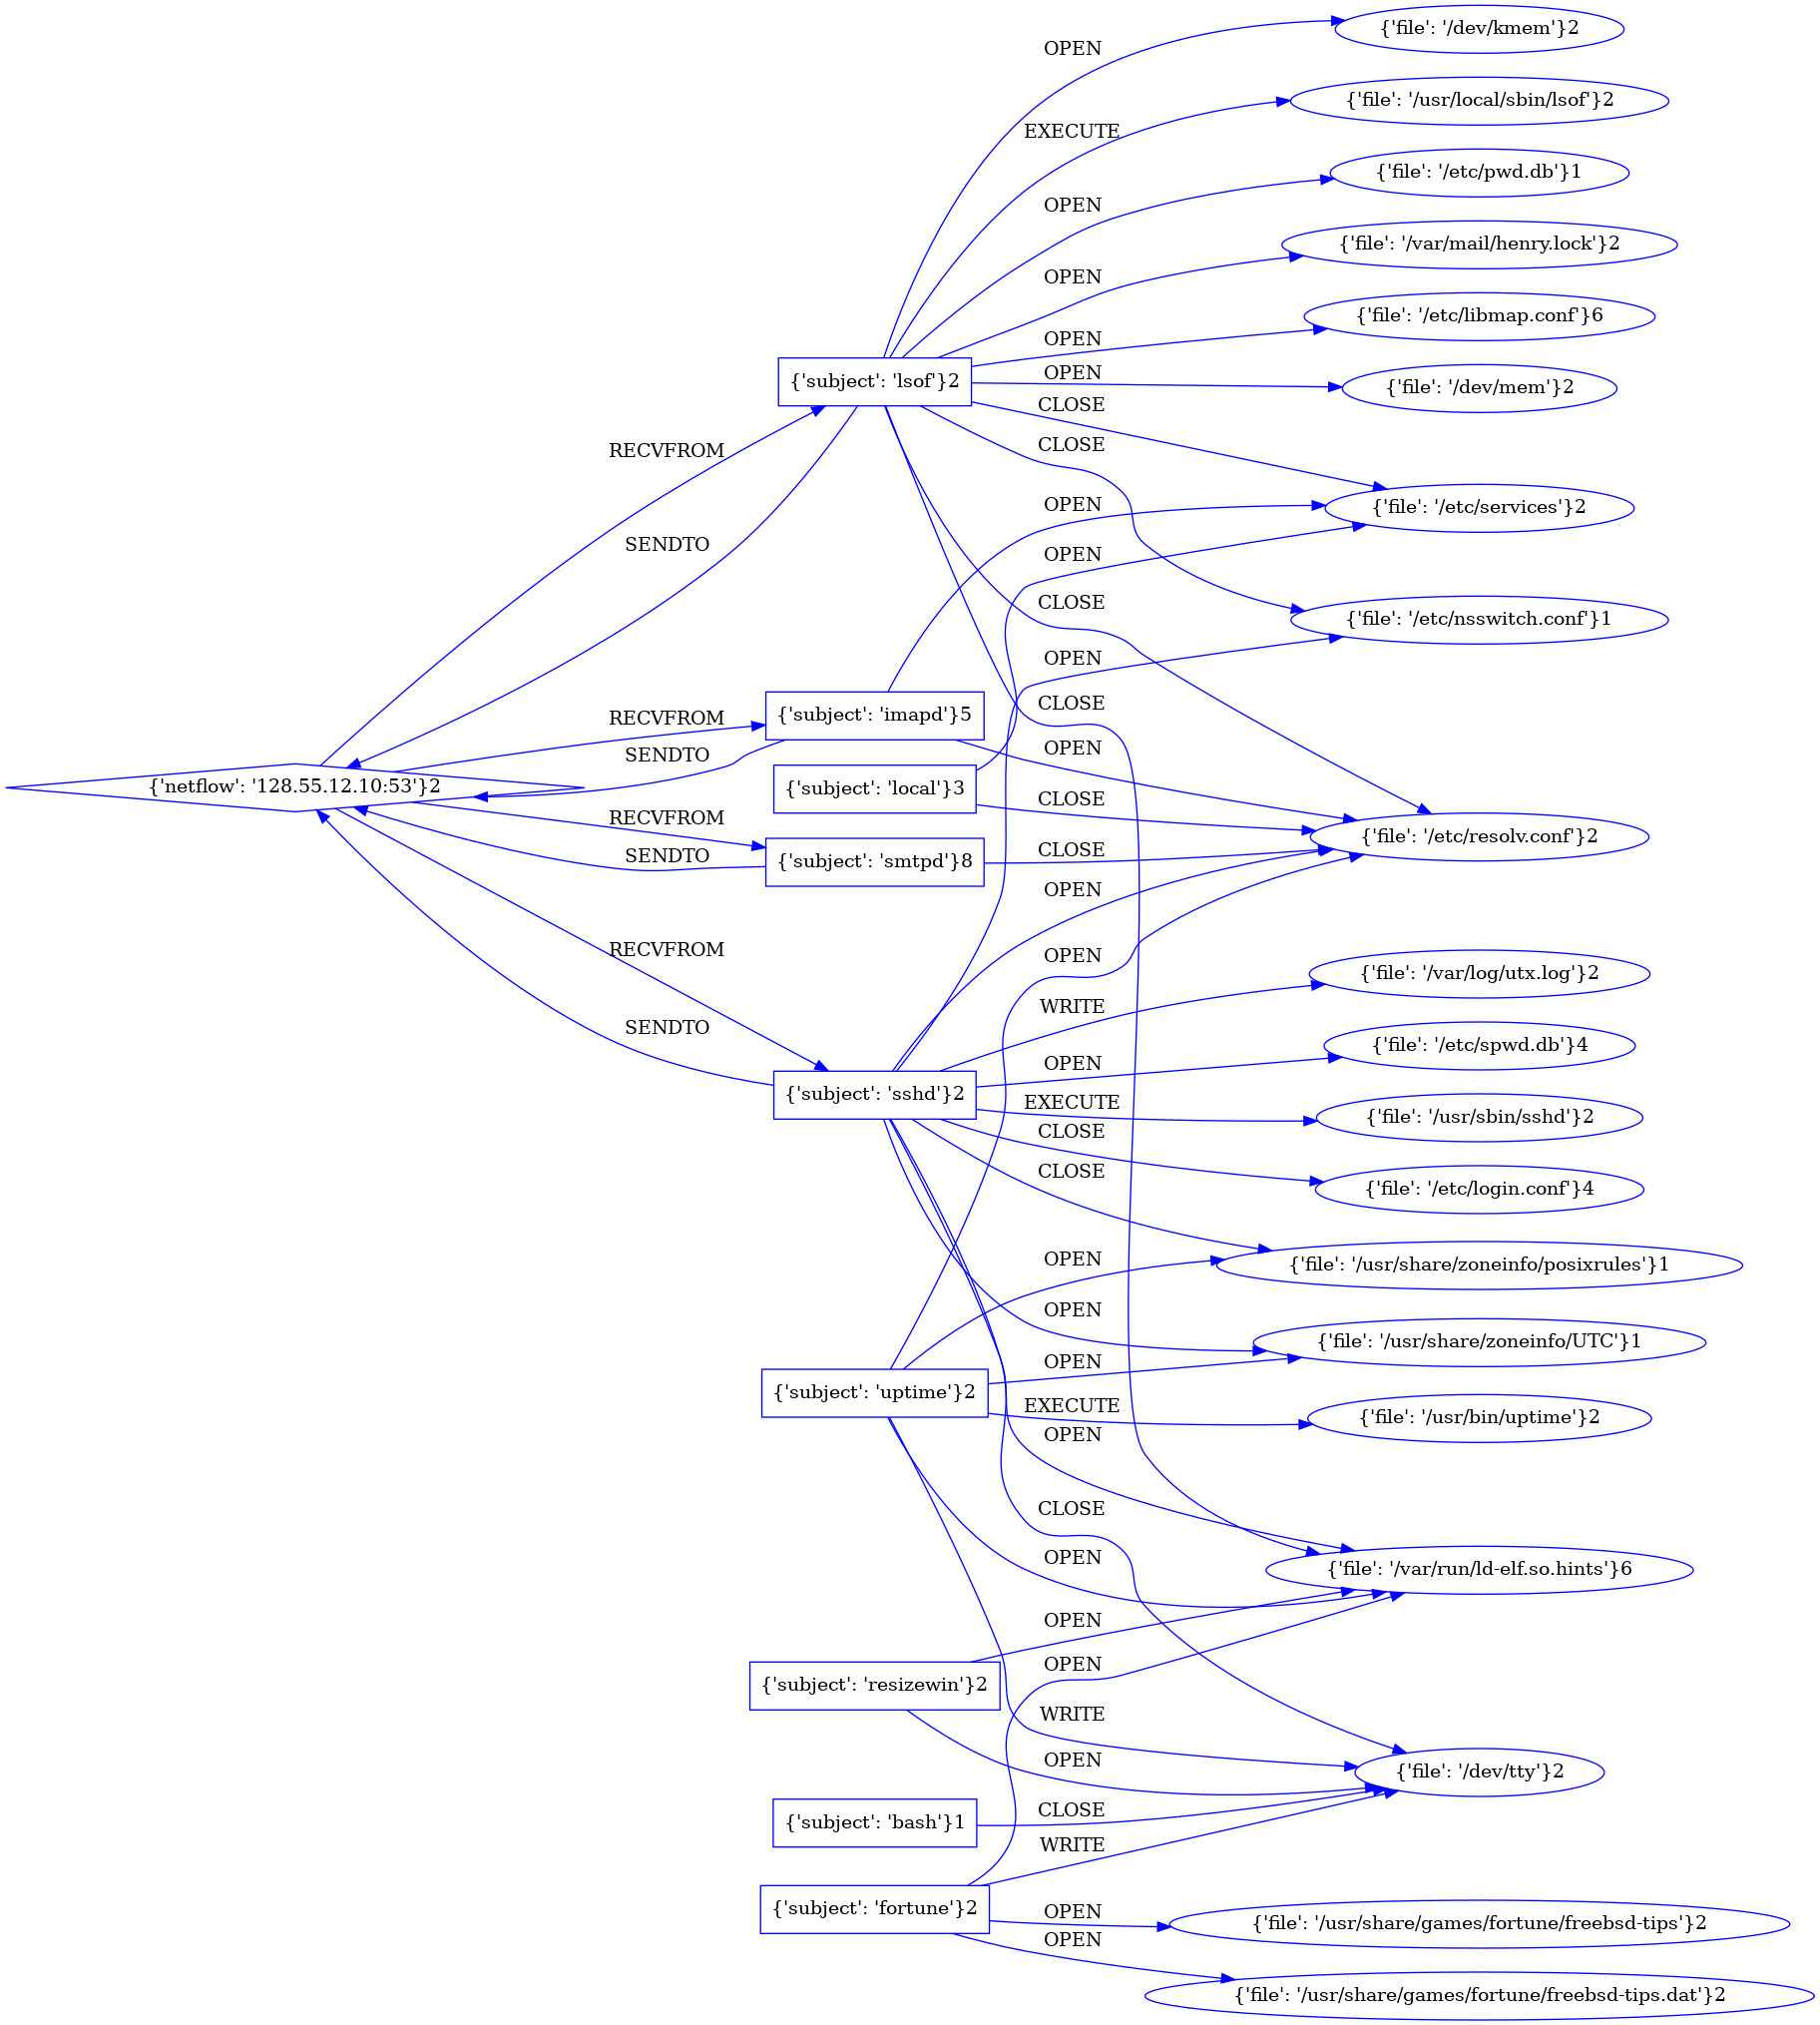 {'file': '/dev/kmem'}2
OPEN
{'file': '/usr/local/sbin/lsof'}2
EXECUTE
{'file': '/etc/pwd.db'}1
OPEN
{'file': '/var/mail/henry.lock'}2
OPEN
{'file': '/etc/libmap.conf'}6
OPEN
{'subject': 'lsof'}2
OPEN
{'file': '/dev/mem'}2
CLOSE
CLOSE
RECVFROM
OPEN
{'file': '/etc/services'}2
SENDTO
OPEN
CLOSE
{'file': '/etc/nsswitch.conf'}1
OPEN
CLOSE
RECVFROM
{'subject': 'imapd'}5
SENDTO
OPEN
{'netflow': '128.55.12.10:53'}2
{'subject': 'local'}3
CLOSE
RECVFROM
{'file': '/etc/resolv.conf'}2
SENDTO
{'subject': 'smtpd'}8
CLOSE
OPEN
RECVFROM
OPEN
{'file': '/var/log/utx.log'}2
WRITE
SENDTO
{'file': '/etc/spwd.db'}4
OPEN
{'subject': 'sshd'}2
EXECUTE
{'file': '/usr/sbin/sshd'}2
CLOSE
CLOSE
{'file': '/etc/login.conf'}4
OPEN
{'file': '/usr/share/zoneinfo/posixrules'}1
OPEN
{'file': '/usr/share/zoneinfo/UTC'}1
OPEN
{'subject': 'uptime'}2
EXECUTE
{'file': '/usr/bin/uptime'}2
OPEN
CLOSE
OPEN
{'file': '/var/run/ld-elf.so.hints'}6
OPEN
OPEN
{'subject': 'resizewin'}2
WRITE
OPEN
{'file': '/dev/tty'}2
CLOSE
{'subject': 'bash'}1
WRITE
{'subject': 'fortune'}2
OPEN
{'file': '/usr/share/games/fortune/freebsd-tips'}2
OPEN
{'file': '/usr/share/games/fortune/freebsd-tips.dat'}2